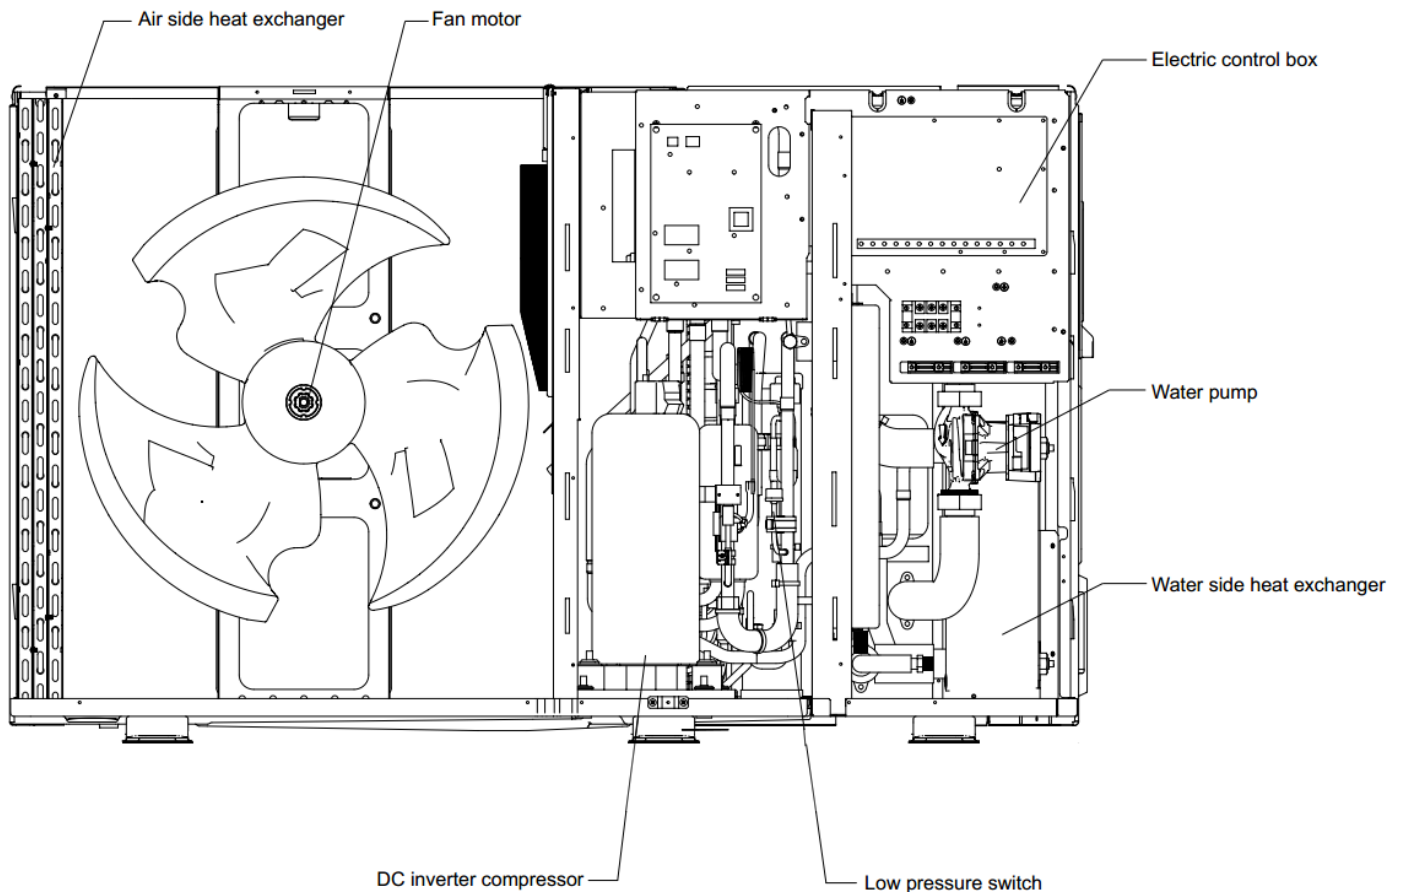 Air side heat exchanger
Fan motor
Electric control box
Water pump
Water side heat exchanger
DC inverter compressor
Low pressure switch